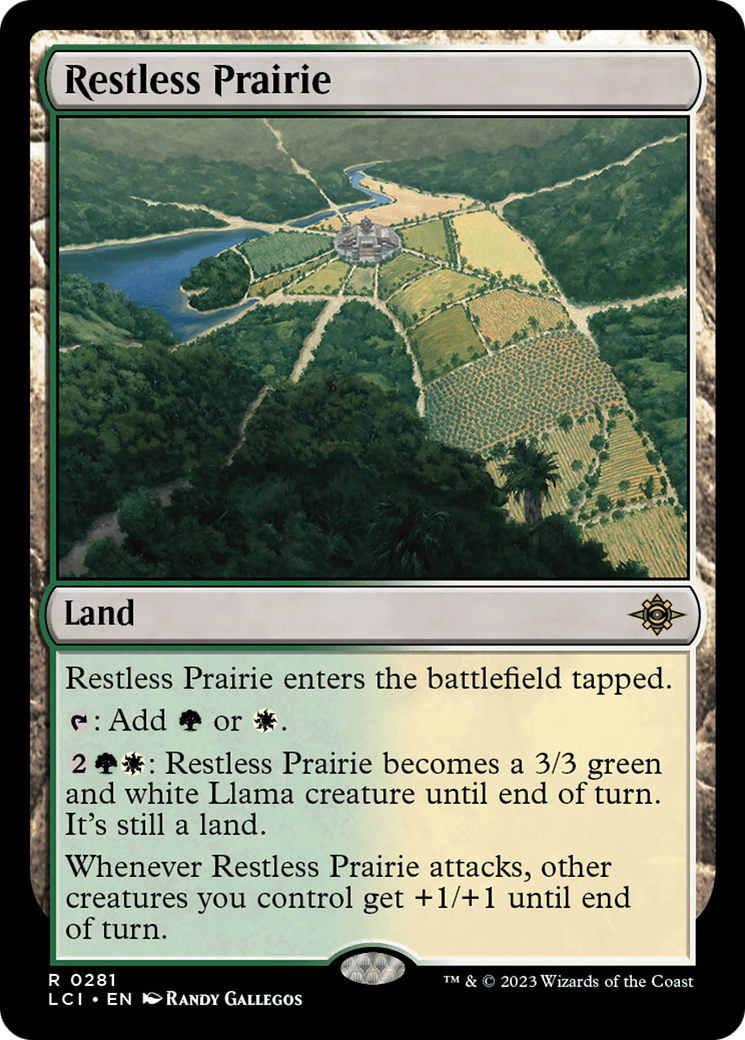 Restless Prairie
Land
Restless Prairie enters the battlefield tapped.
: Add or .
2 : Restless Prairie becomes a 3/3 green
and white Llama creature until end of turn.
It's still a land.
Whenever Restless Prairie attacks, other
creatures you control get +1/+1 until end
of turn.
R 0281
LCI • EN Randy Gallegos
™ & © 2023 Wizards of the Coast